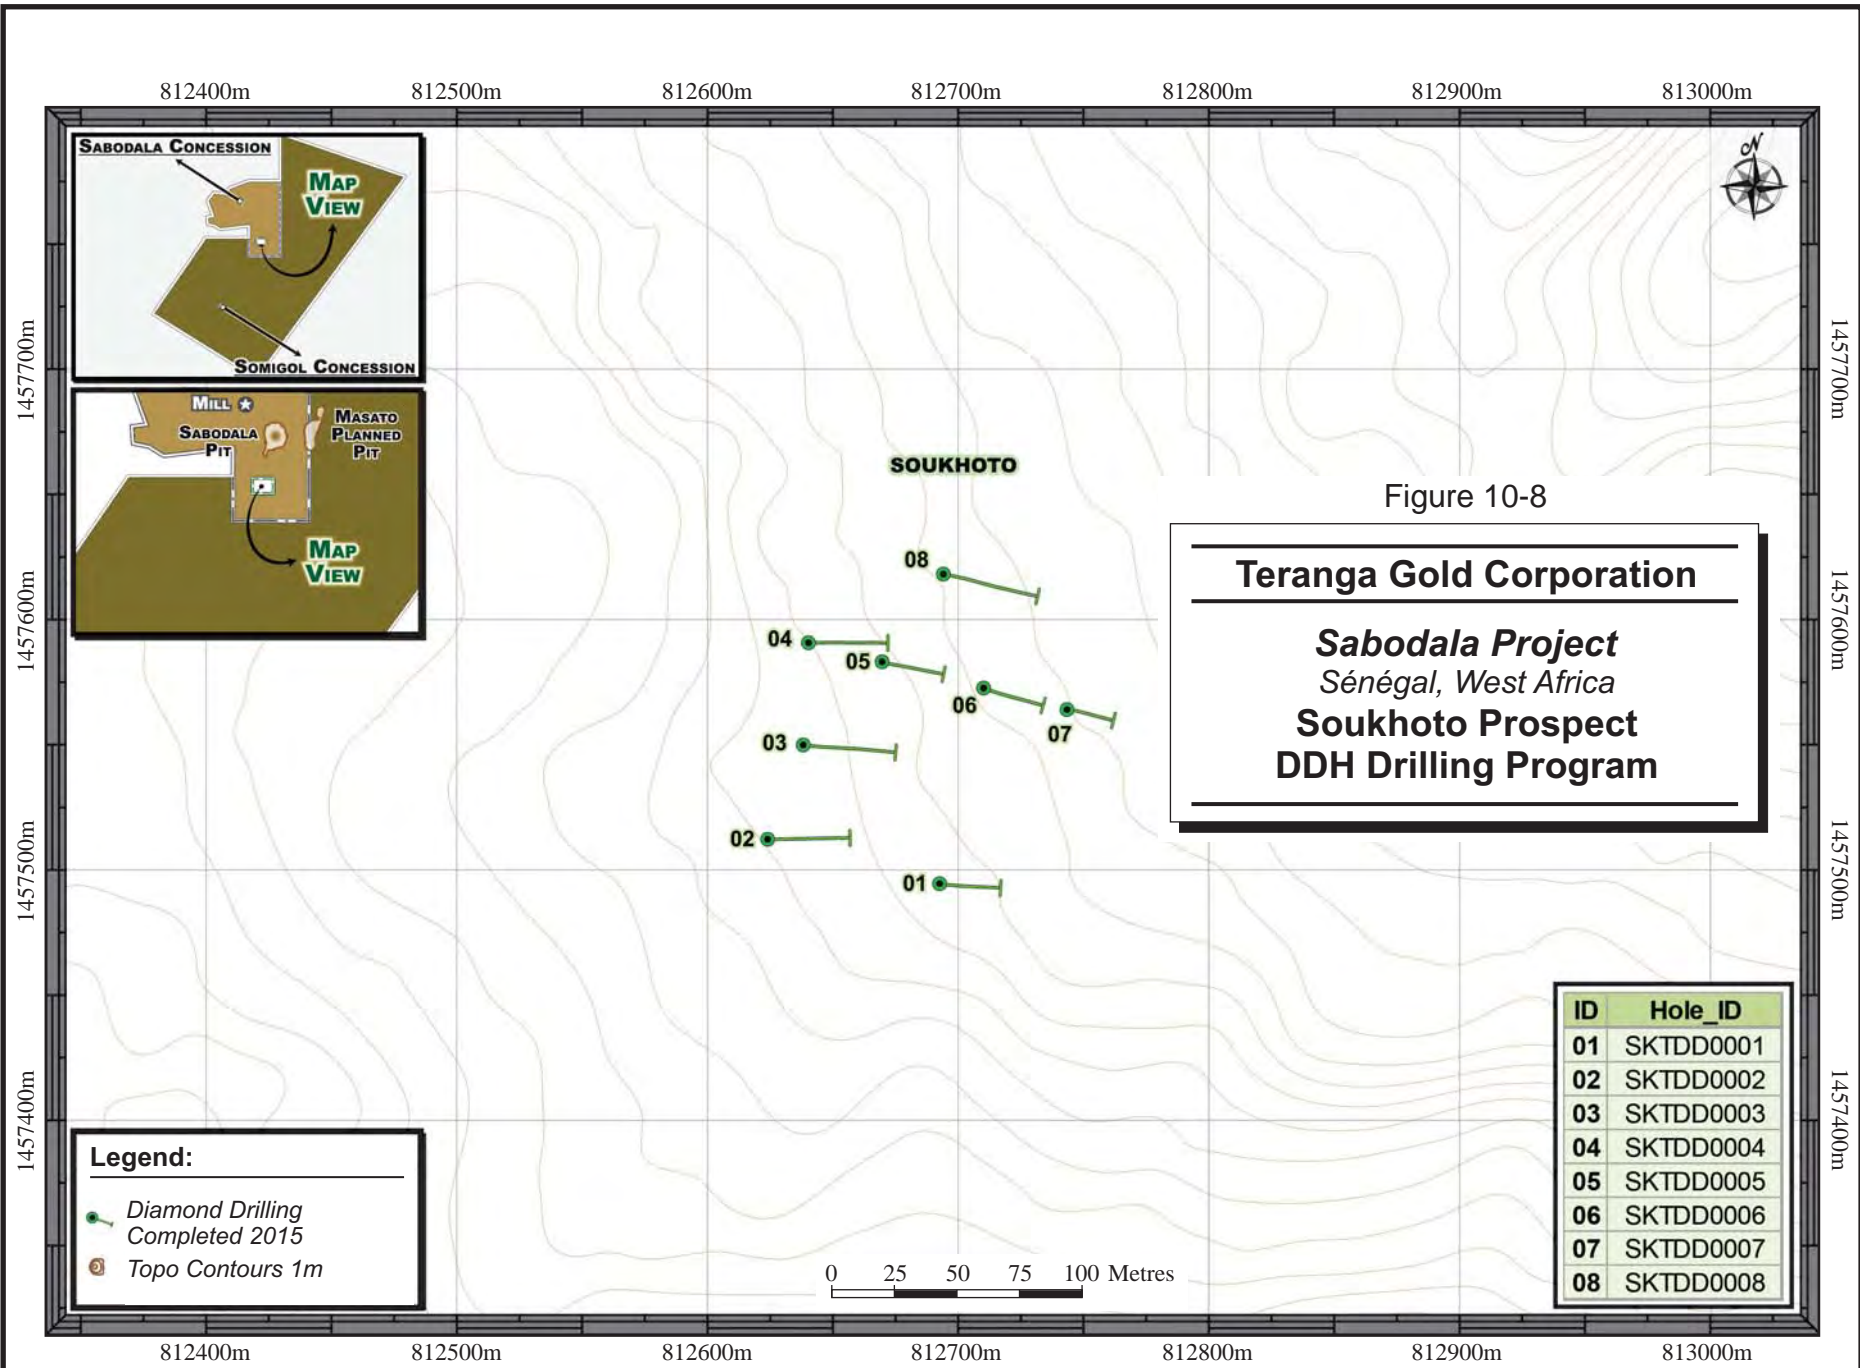 812400m 812500m 812600m 812700m 812800m 812900m 813000m
SABODALA CONCESSION
MAP
VIEW
SOMIGOL CONCESSION
N
1457700m
1457700m
MILL
SABODALA
PIT
MASATO
PLANNED
PIT
MAP
VIEW
SOUKHOTO
Figure 10-8
Teranga Gold Corporation
Sabodala Project
Sénégal, West Africa
Soukhoto Prospect
DDH Drilling Program
1457600m
1457600m
08
04
05
06
07
03
02
01
1457500m
1457500m
1457400m
1457400m
ID Hole_ID
01 SKTDD0001
02 SKTDD0002
03 SKTDD0003
04 SKTDD0004
05 SKTDD0005
06 SKTDD0006
07 SKTDD0007
08 SKTDD0008
Legend:
Diamond Drilling
Completed 2015
Topo Contours 1m
0 25 50 75 100 Metres
812400m 812500m 812600m 812700m 812800m 812900m 813000m